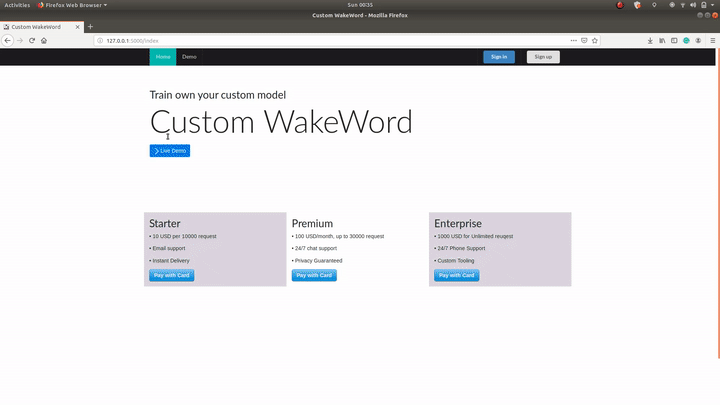 Activities Firefox Web Browser Sun 00:35
Custom WakeWord - Mozilla Firefox
Custom WakeWord
127.0.0.1:5000/index
Home Demo Sign in Sign up
Train own your custom model
Custom WakeWord
Live Demo
Starter
• 10 USD per 10000 request
• Email support
• Instant Delivery
Pay with Card
Premium
• 100 USD/month, up to 30000 request
• 24/7 chat support
• Privacy Guaranteed
Pay with Card
Enterprise
• 1000 USD for Unlimited reuqest
• 24/7 Phone Support
• Custom Tooling
Pay with Card